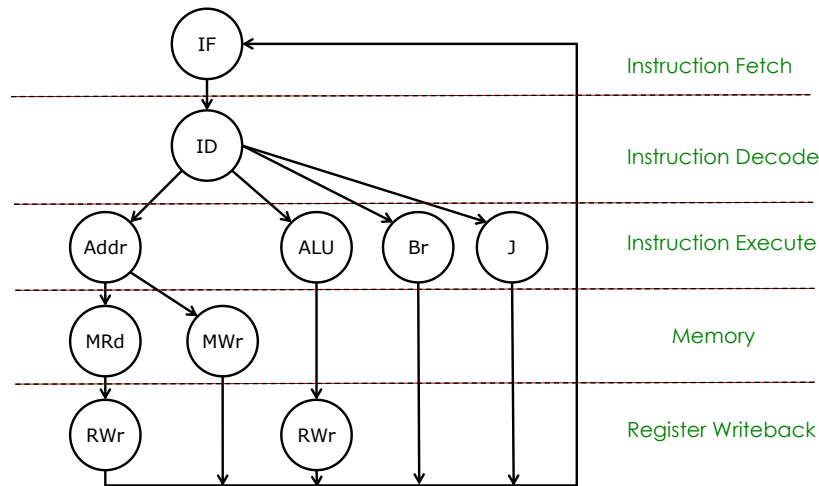 IF
Instruction Fetch
ID
Instruction Decode
Addr
ALU
Br
J
Instruction Execute
MRd
MWr
Memory
RWr
RWr
Register Writeback